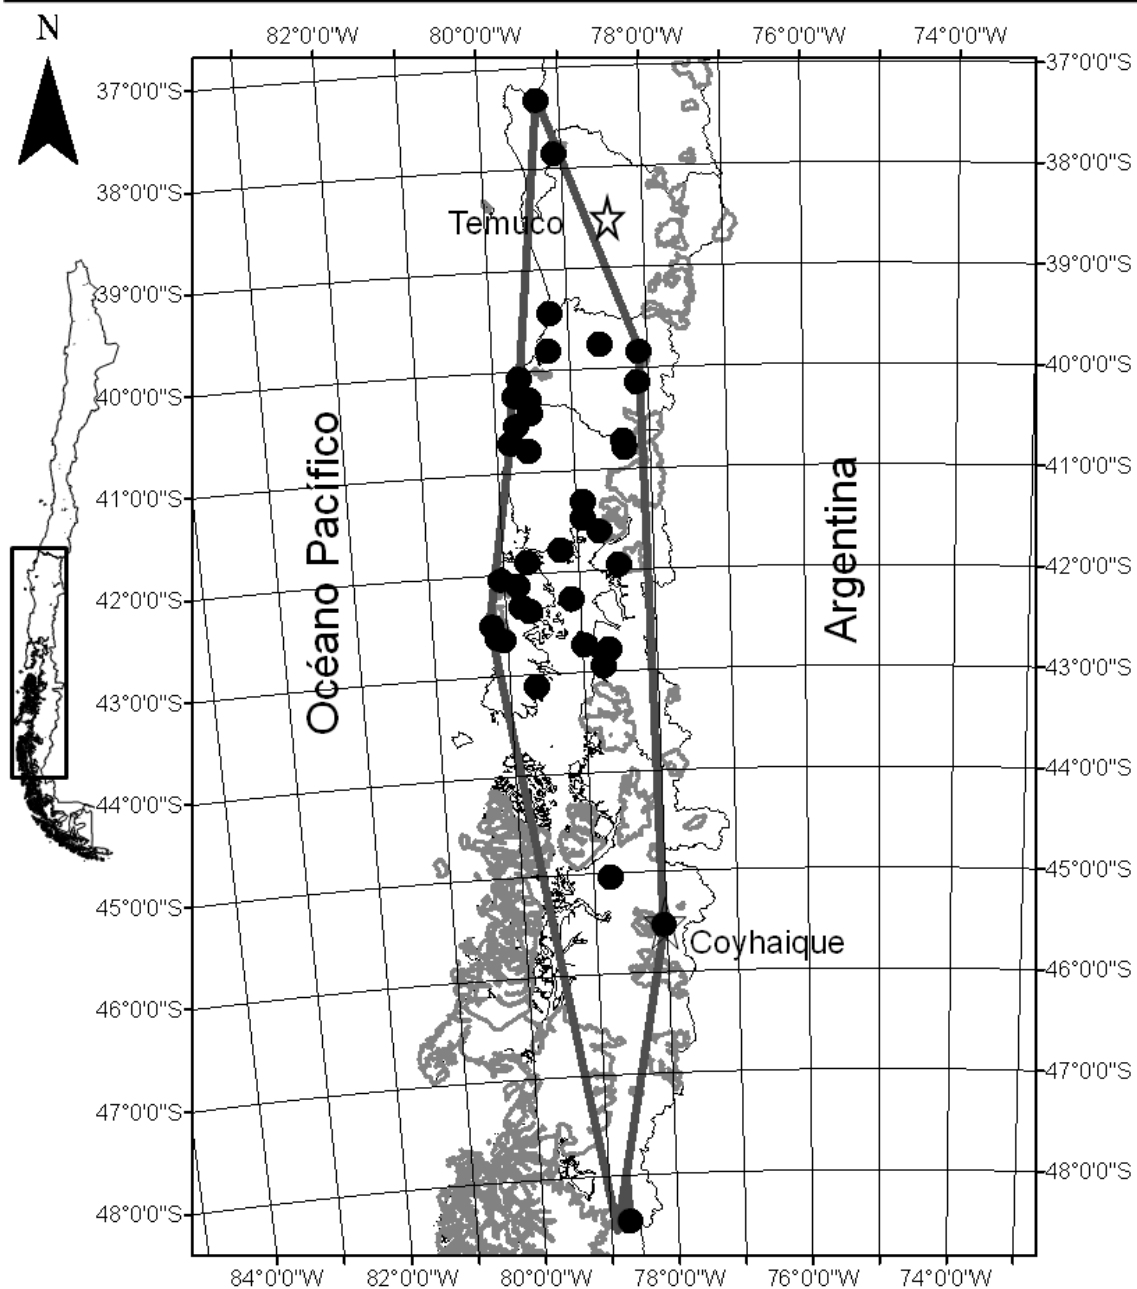 N
82°0'0"W 80°0'0"W 78°0'0"W 76°0'0"W 74°0'0"W
37°0'0"S
37°0'0"S
38°0'0"S
38°0'0"S
Temuco
39°0'0"S
39°0'0"S
40°0'0"S
40°0'0"S
Océano Pacífico
Argentina
41°0'0"S
41°0'0"S
42°0'0"S
42°0'0"S
43°0'0"S
43°0'0"S
44°0'0"S
44°0'0"S
45°0'0"S
45°0'0"S
Coyhaique
46°0'0"S
46°0'0"S
47°0'0"S
47°0'0"S
48°0'0"S
48°0'0"S
84°0'0"W 82°0'0"W 80°0'0"W 78°0'0"W 76°0'0"W 74°0'0"W